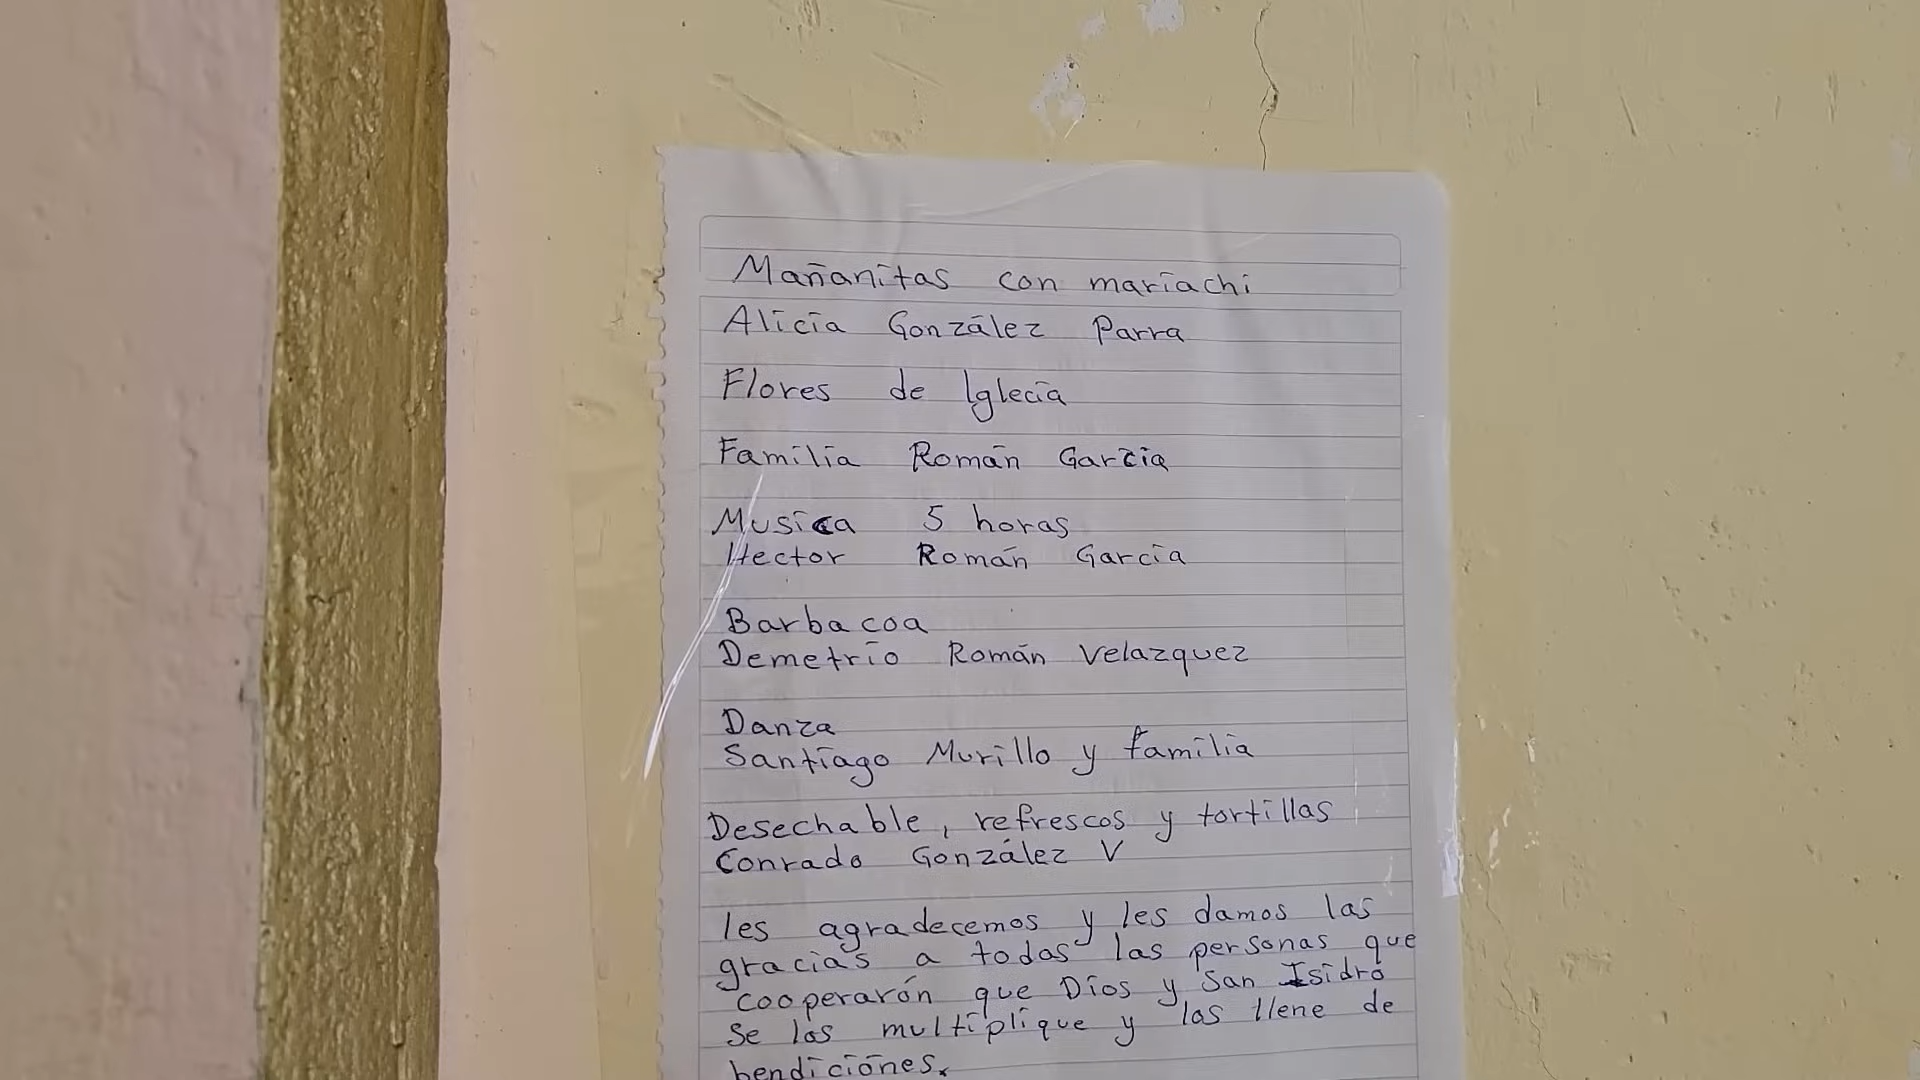 Mañanitas con mariachi
Alicia González Parra
Flores de Iglecia
Familia Román García
Musica 5 horas
Hector Román García
Barbacoa
Demetrio Román Velazquez
Danza
Santiago Murillo y familia
Desechable, refrescos y tortillas
Conrado González V
les agradecemos y les damos las
gracias a todas las personas que
cooperarón que Dios y San Isidro
se los multiplique y los llene de
bendiciones.